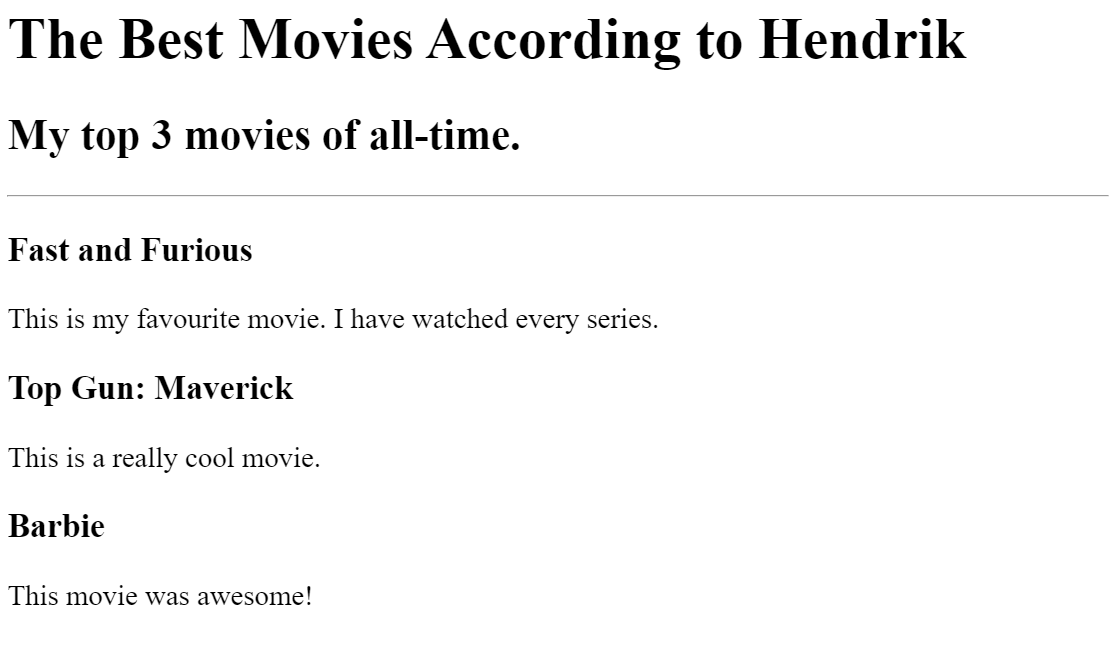 The Best Movies According to Hendrik
My top 3 movies of all-time.
Fast and Furious
This is my favourite movie. I have watched every series.
Top Gun: Maverick
This is a really cool movie.
Barbie
This movie was awesome!